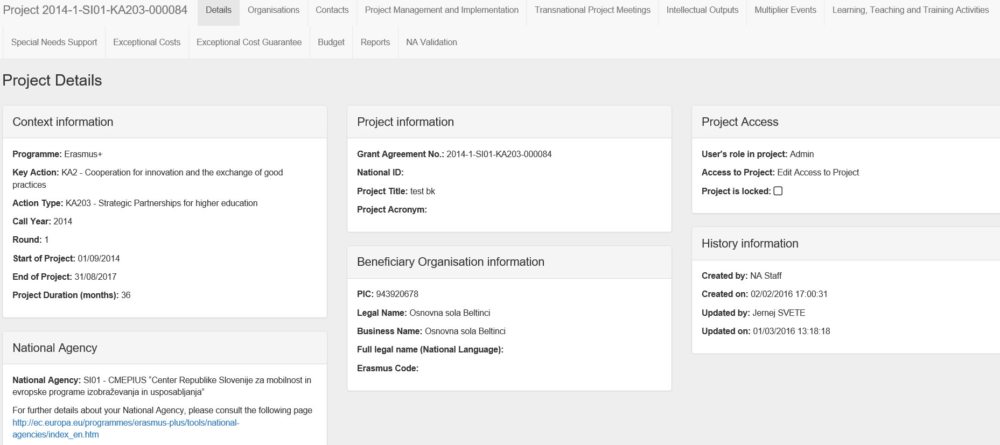 Project 2014-1-SI01-KA203-000084
Details
Organisations
Contacts
Project Management and Implementation
Transnational Project Meetings
Intellectual Outputs
Multiplier Events
Learning, Teaching and Training Activities
Special Needs Support
Exceptional Costs
Exceptional Cost Guarantee
Budget
Reports
NA Validation
Project Details
Context information
Programme: Erasmus+
Key Action: KA2 - Cooperation for innovation and the exchange of good
practices
Action Type: KA203 - Strategic Partnerships for higher education
Call Year: 2014
Round: 1
Start of Project: 01/09/2014
End of Project: 31/08/2017
Project Duration (months): 36
National Agency
National Agency: SI01 - CMEPIUS “Center Republike Slovenije za mobilnost in
evropske programe izobraževanja in usposabljanja”
For further details about your National Agency, please consult the following page
http://ec.europa.eu/programmes/erasmus-plus/tools/national-
agencies/index_en.htm
Project information
Grant Agreement No.: 2014-1-SI01-KA203-000084
National ID:
Project Title: test bk
Project Acronym:
Beneficiary Organisation information
PIC: 943920678
Legal Name: Osnovna sola Beltinci
Business Name: Osnovna sola Beltinci
Full legal name (National Language):
Erasmus Code:
Project Access
User's role in project: Admin
Access to Project: Edit Access to Project
Project is locked:
History information
Created by: NA Staff
Created on: 02/02/2016 17:00:31
Updated by: Jernej SVETE
Updated on: 01/03/2016 13:18:18